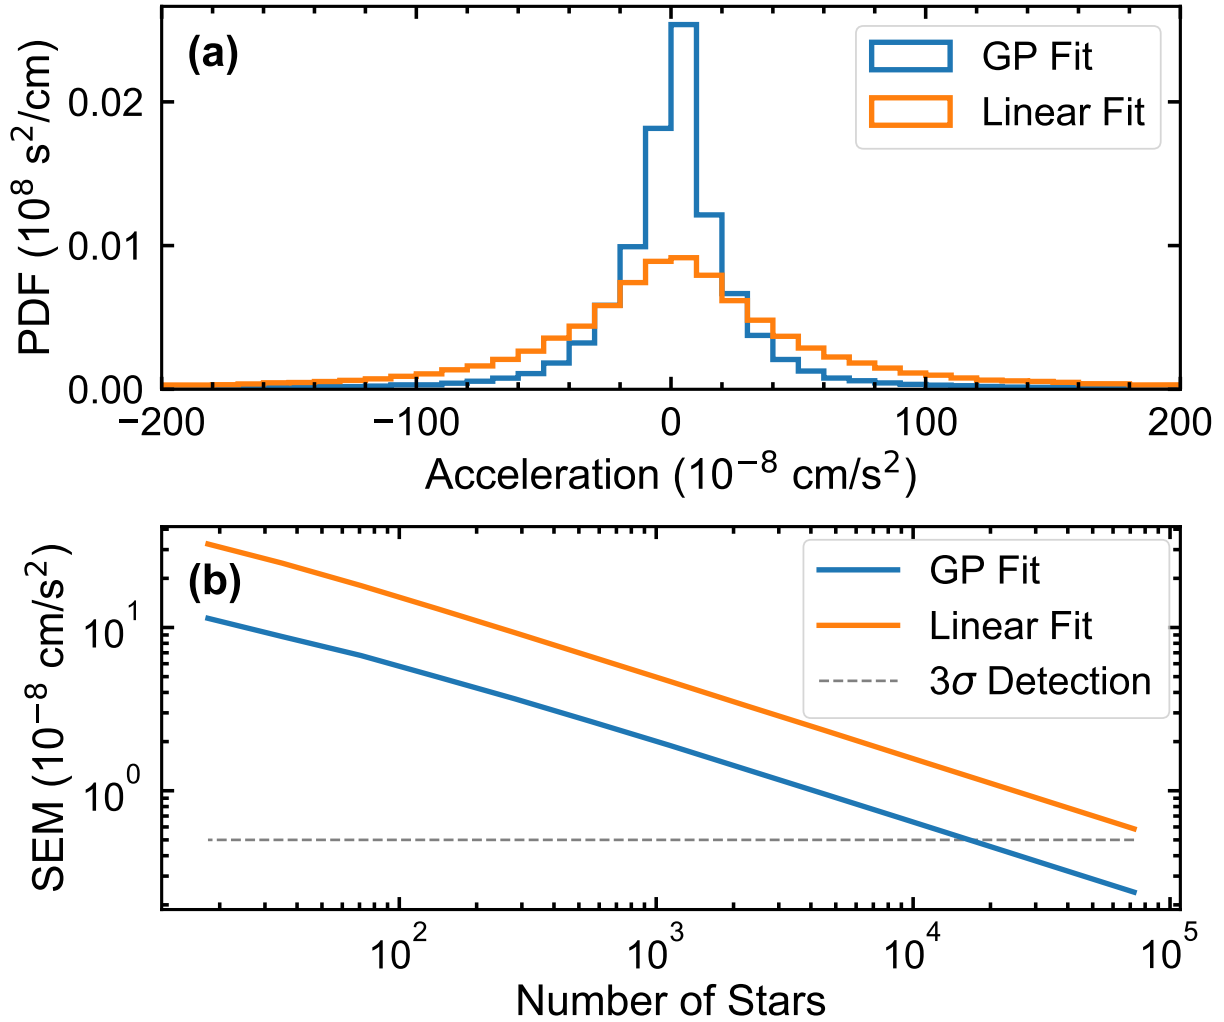 (a)
GP Fit
Linear Fit
PDF (10⁸ s²/cm)
0.02
0.01
0.00
−200
−100
0
100
200
Acceleration (10⁻⁸ cm/s²)
(b)
GP Fit
Linear Fit
3σ Detection
SEM (10⁻⁸ cm/s²)
10¹
10⁰
10²
10³
10⁴
10⁵
Number of Stars